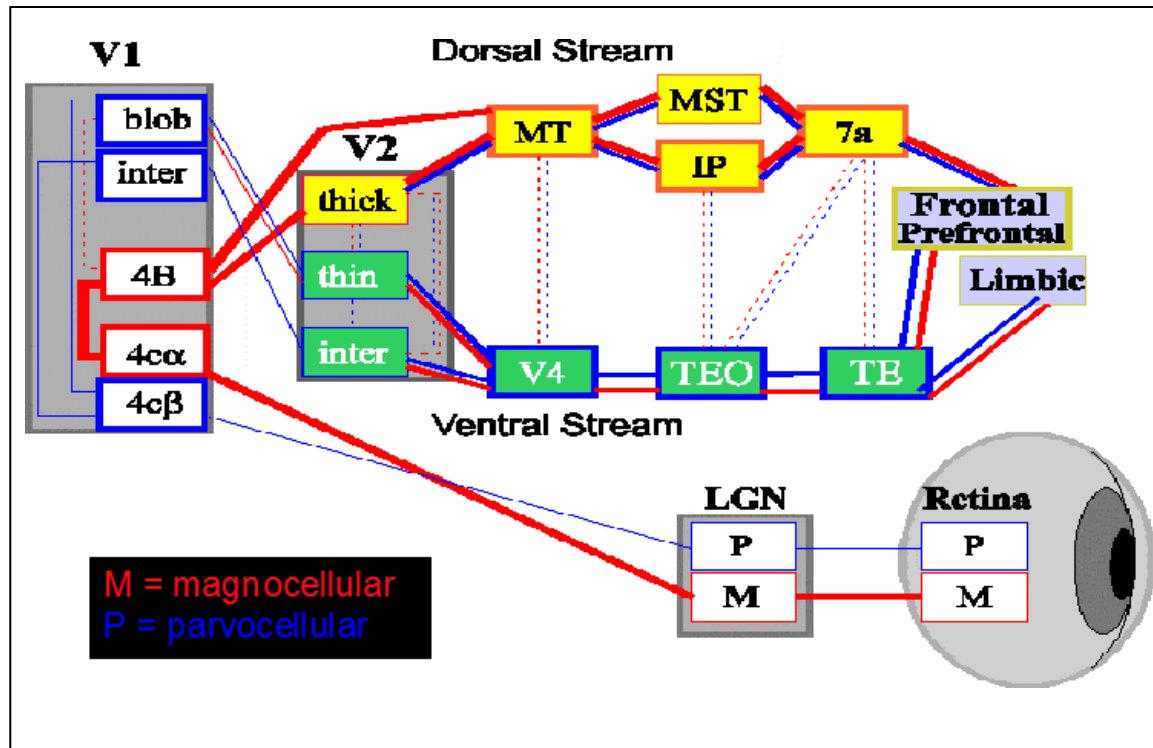 V1
Dorsal Stream
blob
inter
4B
4cα
4cβ
V2
thick
thin
inter
MT
MST
IP
7a
Frontal
Prefrontal
Limbic
V4
TEO
TE
Ventral Stream
LGN
P
M
Retina
P
M
M = magnocellular
P = parvocellular